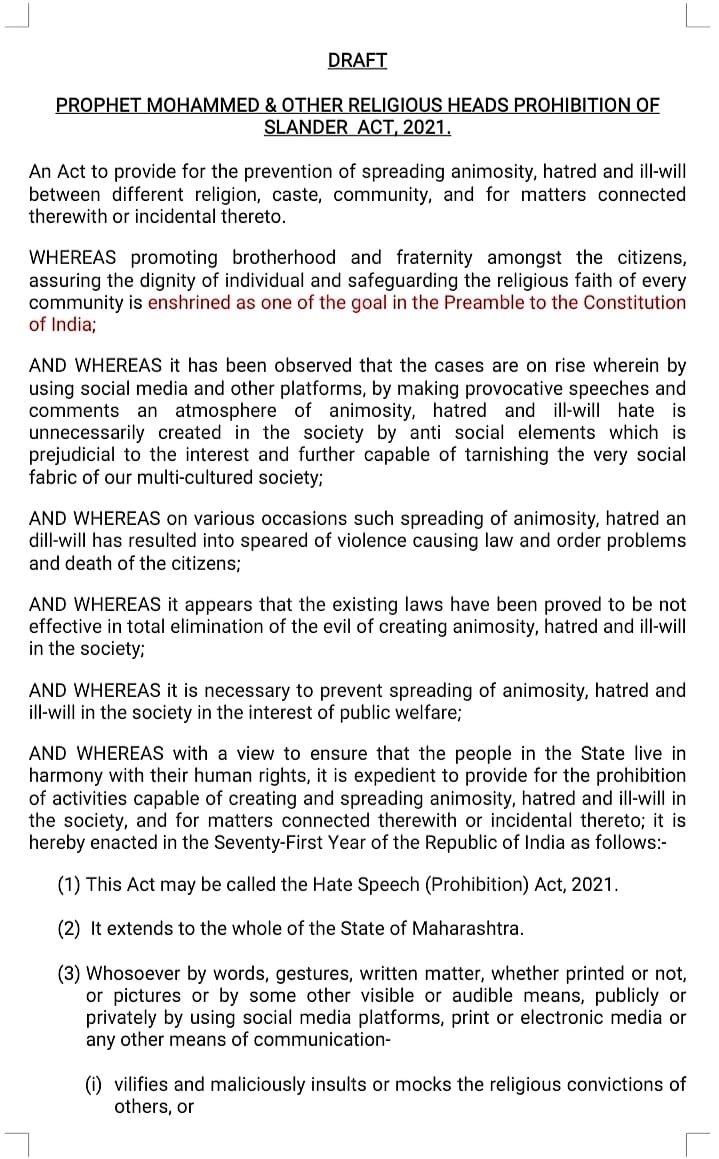 DRAFT
PROPHET MOHAMMED & OTHER RELIGIOUS HEADS PROHIBITION OF
SLANDER ACT, 2021.
An Act to provide for the prevention of spreading animosity, hatred and ill-will
between different religion, caste, community, and for matters connected
therewith or incidental thereto.
WHEREAS promoting brotherhood and fraternity amongst the citizens,
assuring the dignity of individual and safeguarding the religious faith of every
community is enshrined as one of the goal in the Preamble to the Constitution
of India;
AND WHEREAS it has been observed that the cases are on rise wherein by
using social media and other platforms, by making provocative speeches and
comments an atmosphere of animosity, hatred and ill-will hate is
unnecessarily created in the society by anti social elements which is
prejudicial to the interest and further capable of tarnishing the very social
fabric of our multi-cultured society;
AND WHEREAS on various occasions such spreading of animosity, hatred an
dill-will has resulted into speared of violence causing law and order problems
and death of the citizens;
AND WHEREAS it appears that the existing laws have been proved to be not
effective in total elimination of the evil of creating animosity, hatred and ill-will
in the society;
AND WHEREAS it is necessary to prevent spreading of animosity, hatred and
ill-will in the society in the interest of public welfare;
AND WHEREAS with a view to ensure that the people in the State live in
harmony with their human rights, it is expedient to provide for the prohibition
of activities capable of creating and spreading animosity, hatred and ill-will in
the society, and for matters connected therewith or incidental thereto; it is
hereby enacted in the Seventy-First Year of the Republic of India as follows:-
(1) This Act may be called the Hate Speech (Prohibition) Act, 2021.
(2) It extends to the whole of the State of Maharashtra.
(3) Whosoever by words, gestures, written matter, whether printed or not,
or pictures or by some other visible or audible means, publicly or
privately by using social media platforms, print or electronic media or
any other means of communication-
(i) vilifies and maliciously insults or mocks the religious convictions of
others, or